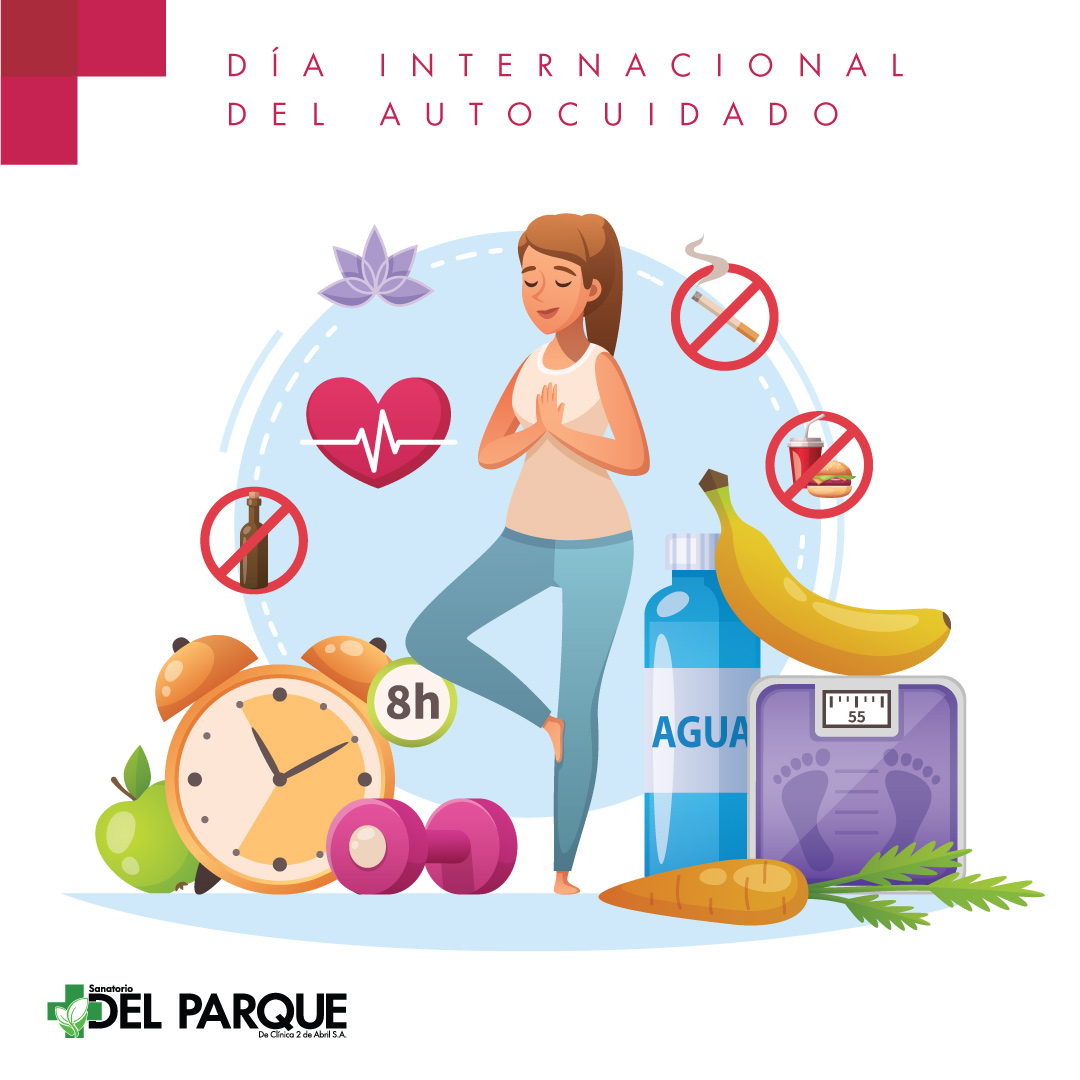 DÍA INTERNACIONAL
DEL AUTOCUIDADO
8h
AGUA
55
Sanatorio
DEL PARQUE
De Clínica 2 de Abril S.A.